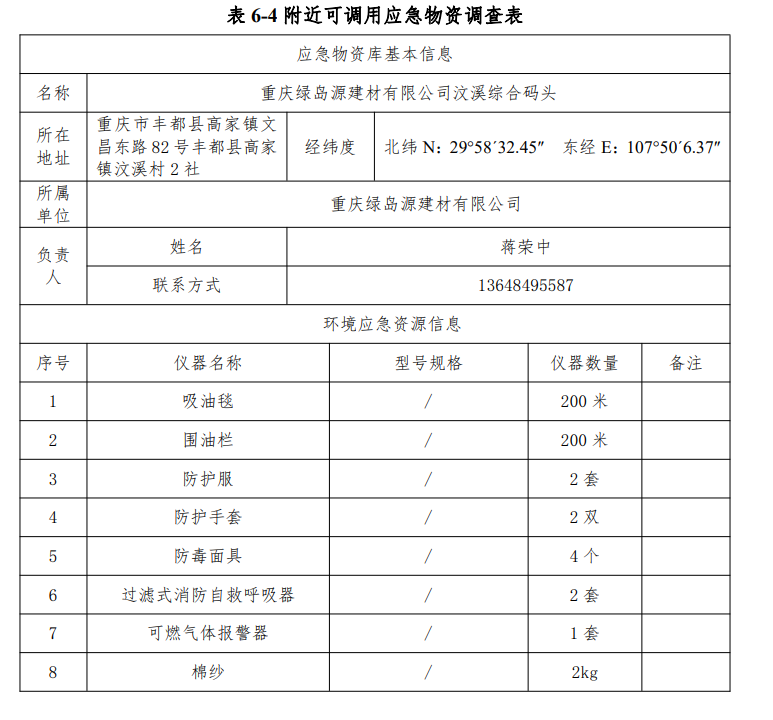 表 6-4 附近可调用应急物资调查表
应急物资库基本信息
名称 重庆绿岛源建材有限公司汶溪综合码头
所在地址 重庆市丰都县高家镇文昌东路 82 号丰都县高家镇汶溪村 2 社 经纬度 北纬 N：29°58′32.45″ 东经 E：107°50′6.37″
所属单位 重庆绿岛源建材有限公司
负责人 姓名 蒋荣中
联系方式 13648495587
环境应急资源信息
序号 仪器名称 型号规格 仪器数量 备注
1 吸油毯 / 200 米
2 围油栏 / 200 米
3 防护服 / 2 套
4 防护手套 / 2 双
5 防毒面具 / 4 个
6 过滤式消防自救呼吸器 / 2 套
7 可燃气体报警器 / 1 套
8 棉纱 / 2kg